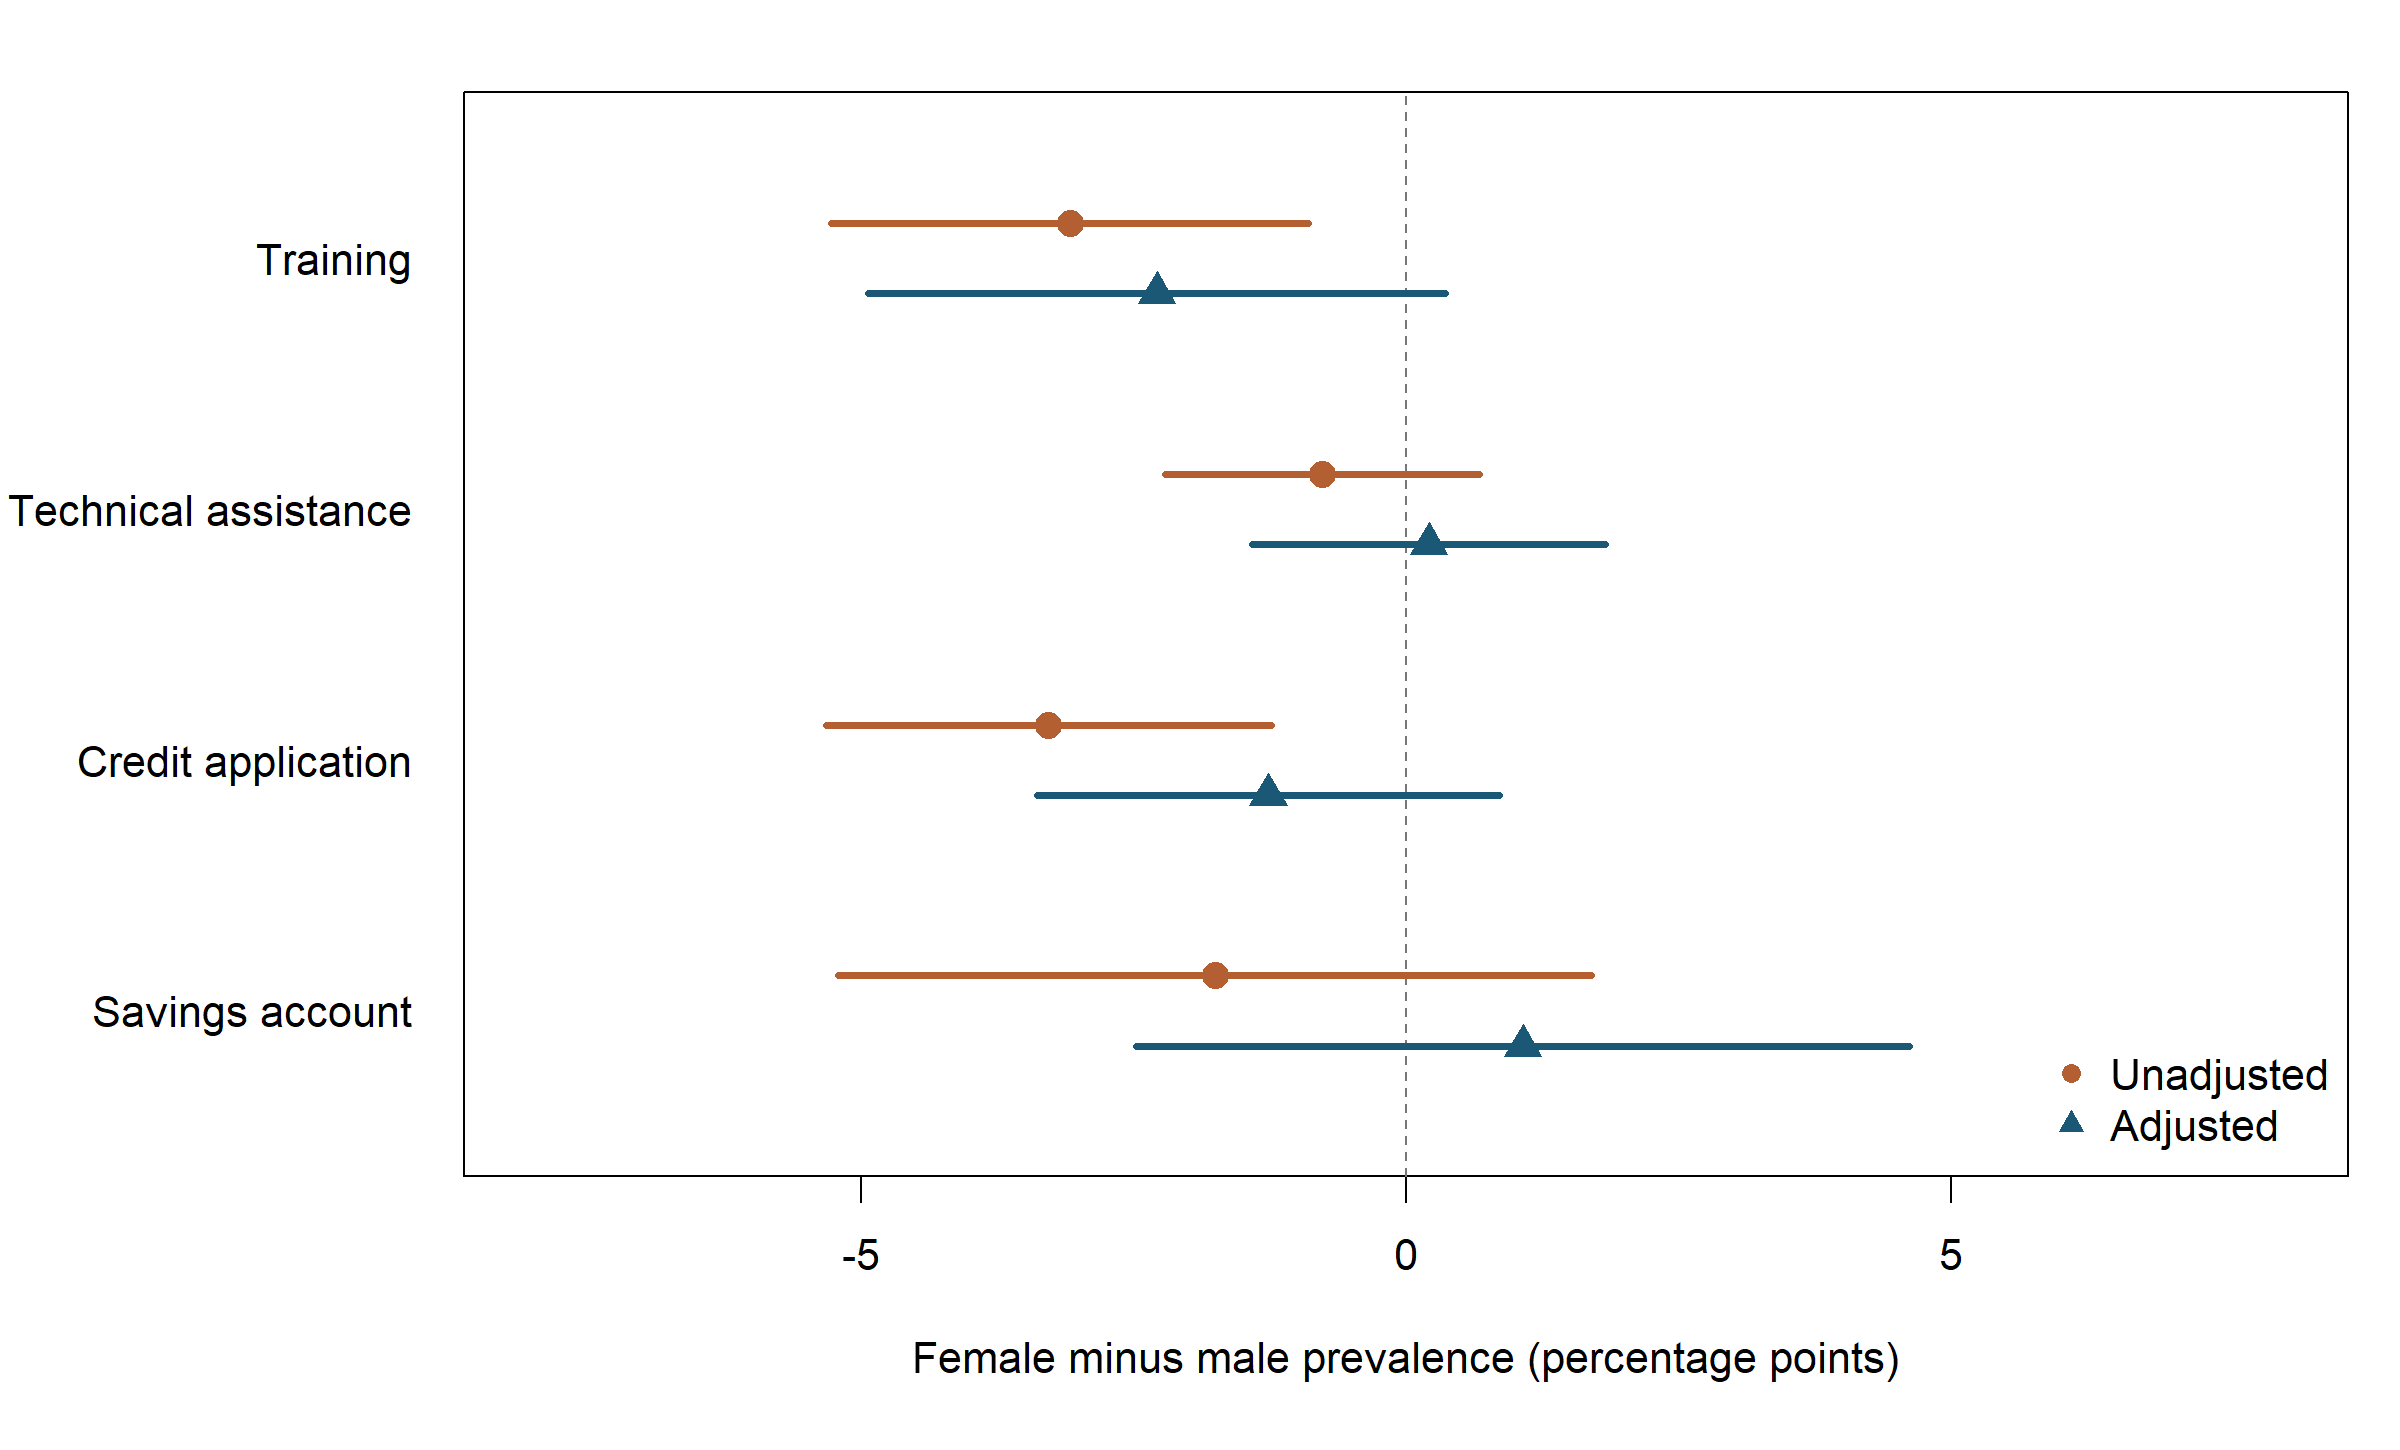 Training
Technical assistance
Credit application
Savings account
Unadjusted
Adjusted
-5 0 5
Female minus male prevalence (percentage points)